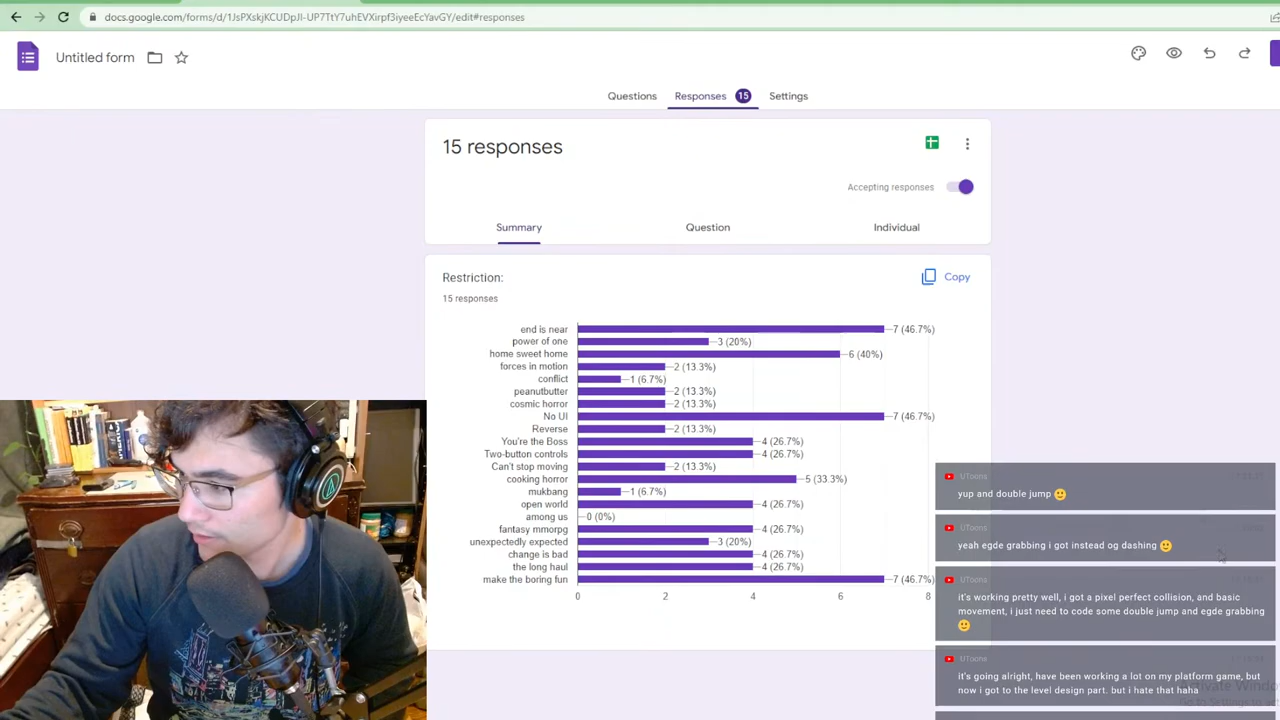 docs.google.com/forms/d/1JsPXskjKCUDpJI-UP7TtY7uhEVXirpf3iyeeEcYavGY/edit#responses
Untitled form
Questions
Responses 15
Settings
15 responses
Accepting responses
Summary
Question
Individual
Restriction:
Copy
15 responses
end is near 7 (46.7%)
power of one 3 (20%)
home sweet home 6 (40%)
forces in motion 2 (13.3%)
conflict 1 (6.7%)
peanutbutter 2 (13.3%)
cosmic horror 2 (13.3%)
No UI 7 (46.7%)
Reverse 2 (13.3%)
You're the Boss 4 (26.7%)
Two-button controls 4 (26.7%)
Can't stop moving 2 (13.3%)
cooking horror 5 (33.3%)
mukbang 1 (6.7%)
open world 4 (26.7%)
among us 0 (0%)
fantasy mmorpg 4 (26.7%)
unexpectedly expected 3 (20%)
change is bad 4 (26.7%)
the long haul 4 (26.7%)
make the boring fun 7 (46.7%)
0 2 4 6 8
UToons
yup and double jump 🙂
UToons
yeah egde grabbing i got instead og dashing 🙂
UToons
it's working pretty well, i got a pixel perfect collision, and basic
movement, i just need to code some double jump and egde grabbing
🙂
UToons
it's going alright, have been working a lot on my platform game, but
now i got to the level design part. but i hate that haha
Activate Windo
Go to Settings to